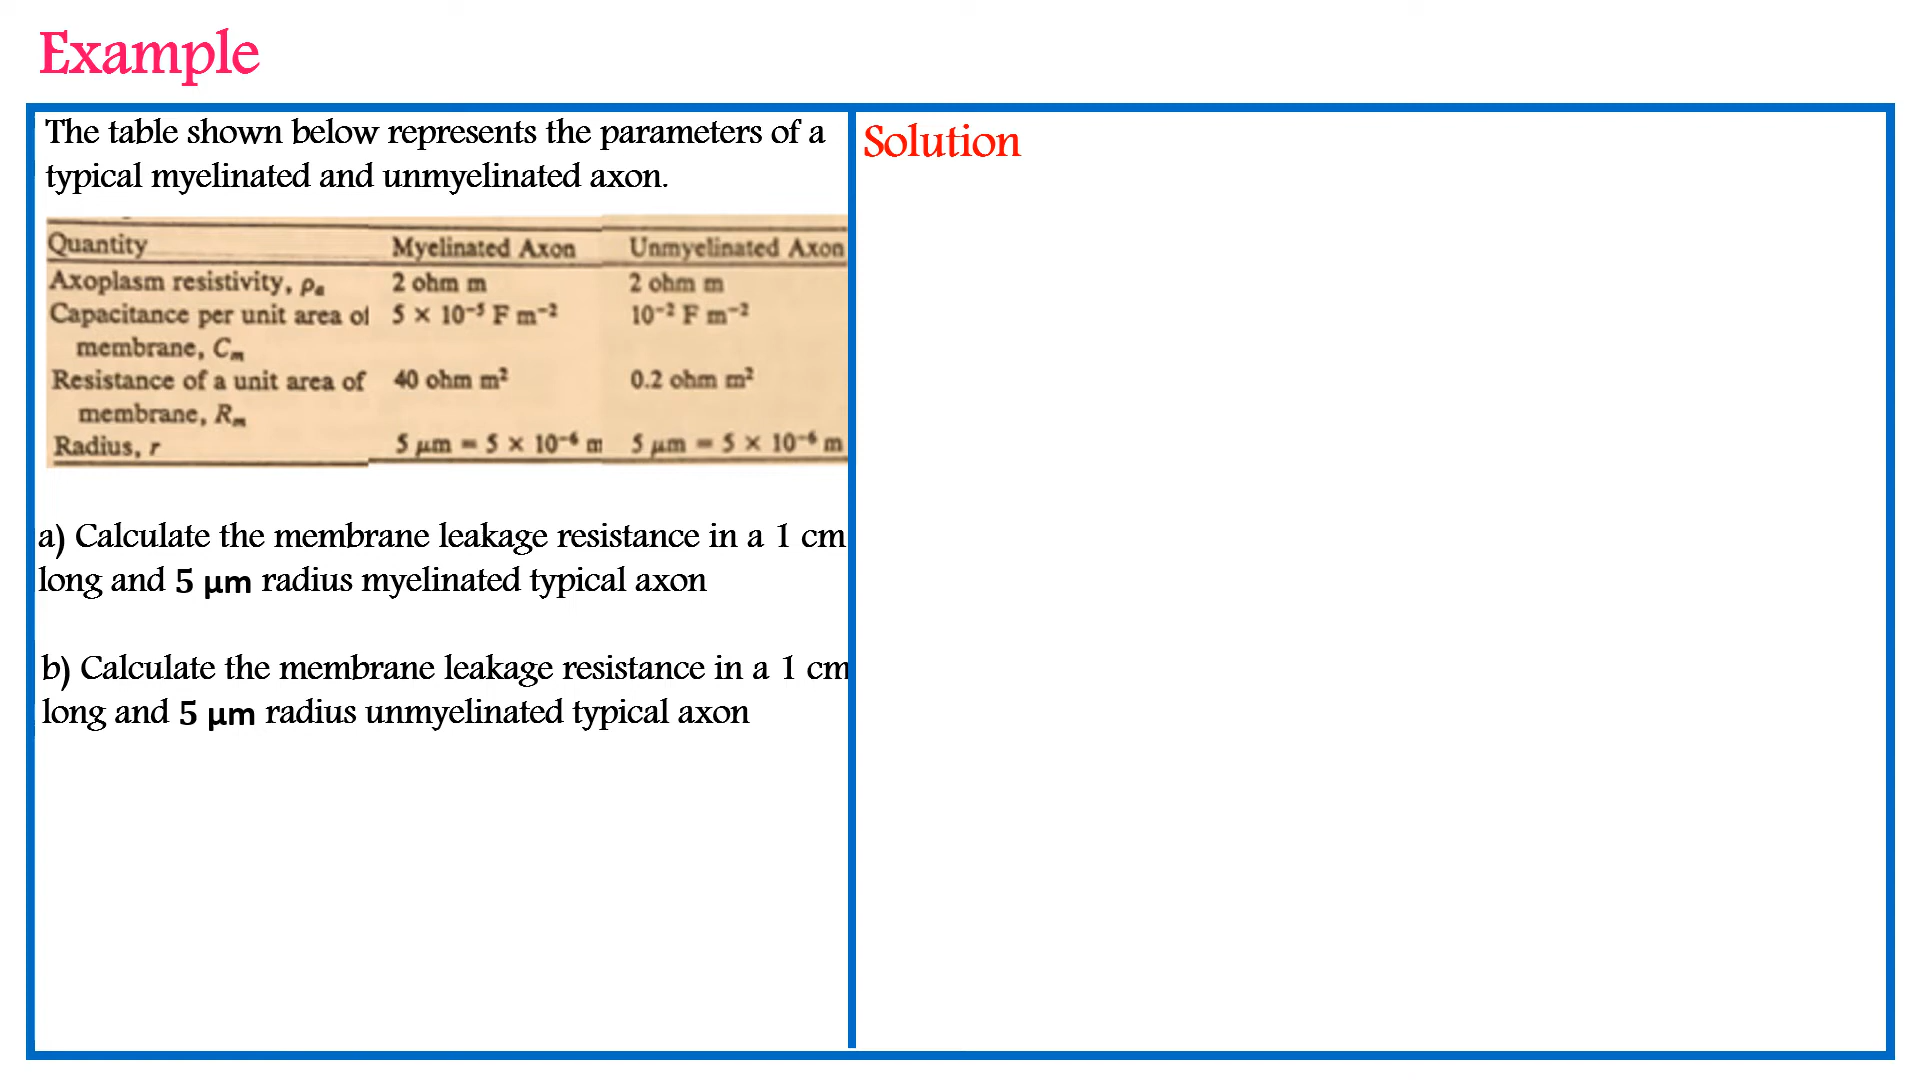 Example
The table shown below represents the parameters of a
typical myelinated and unmyelinated axon.
Quantity Myelinated Axon Unmyelinated Axon
Axoplasm resistivity, ρₐ 2 ohm m 2 ohm m
Capacitance per unit area of 5 × 10⁻⁵ F m⁻² 10⁻² F m⁻²
membrane, Cₘ
Resistance of a unit area of 40 ohm m² 0.2 ohm m²
membrane, Rₘ
Radius, r 5 μm = 5 × 10⁻⁶ m 5 μm = 5 × 10⁻⁶ m
a) Calculate the membrane leakage resistance in a 1 cm
long and 5 μm radius myelinated typical axon
b) Calculate the membrane leakage resistance in a 1 cm
long and 5 μm radius unmyelinated typical axon
Solution